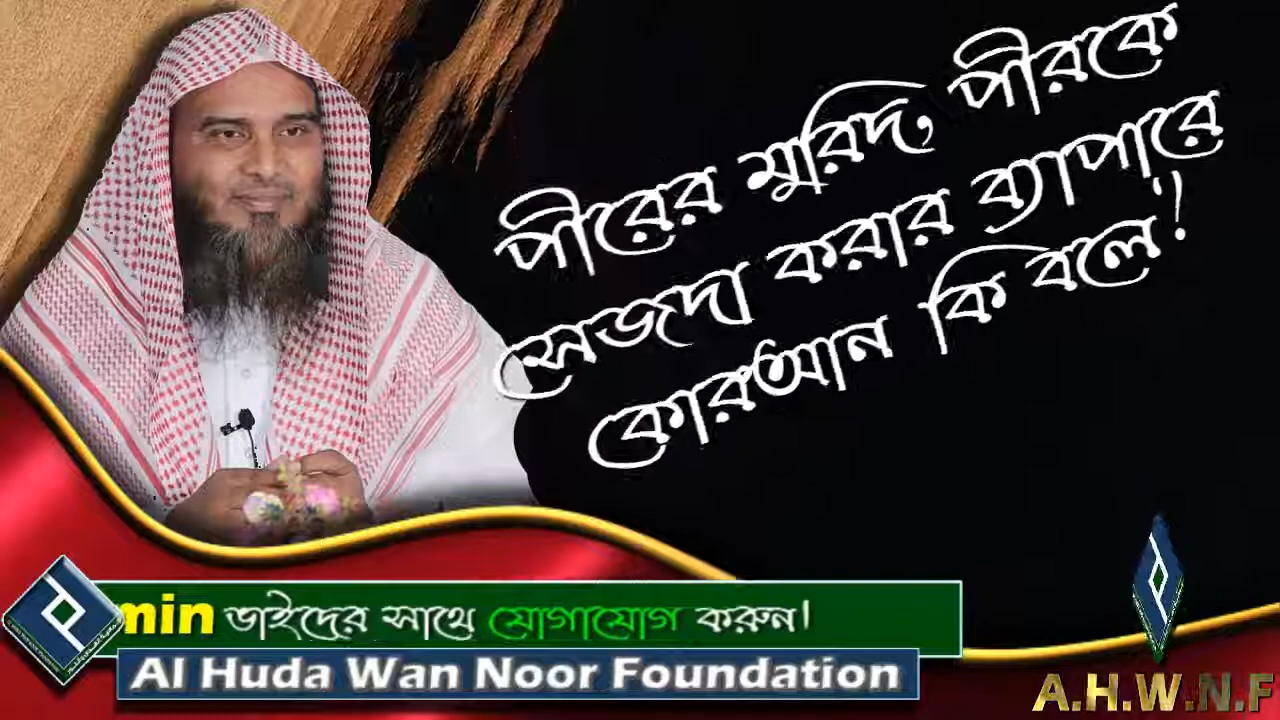 পীরের মুরিদ, পীরকে
সেজদা করার ব্যাপারে
কোরআন কি বলে!
min ভাইদের সাথে যোগাযোগ করুন।
Al Huda Wan Noor Foundation
A.H.W.N.F